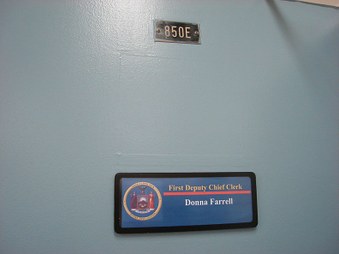 850E
First Deputy Chief Clerk
Donna Farrell